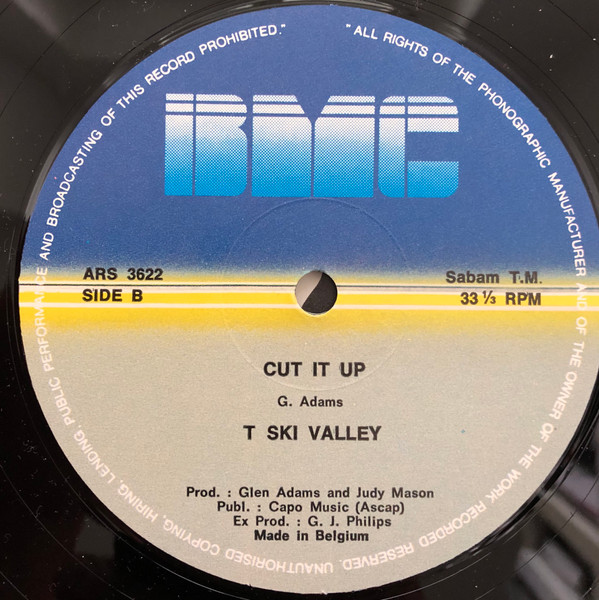 "ALL RIGHTS OF THE PHONOGRAPHIC MANUFACTURER AND OF THE OWNER OF THE WORK RECORDED RESERVED. UNAUTHORISED COPYING, HIRING, LENDING, PUBLIC PERFORMANCE AND BROADCASTING OF THIS RECORD PROHIBITED."
BMC
ARS 3622
SIDE B
Sabam T.M.
33 ⅓ RPM
CUT IT UP
G. Adams
T SKI VALLEY
Prod. : Glen Adams and Judy Mason
Publ. : Capo Music (Ascap)
Ex Prod. : G. J. Philips
Made in Belgium